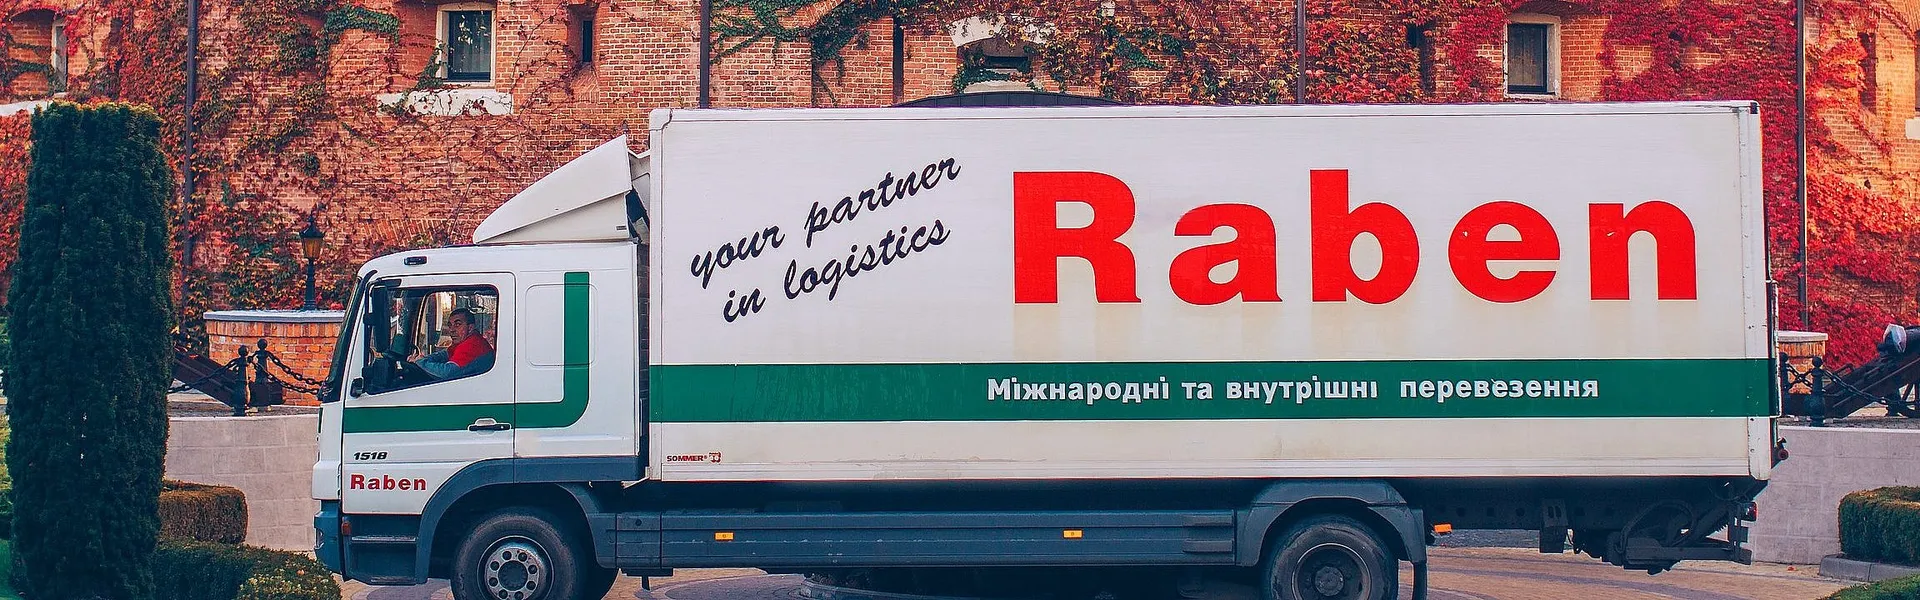 your partner
in logistics
Raben
Міжнародні та внутрішні перевезення
1518
Raben
SOMMER